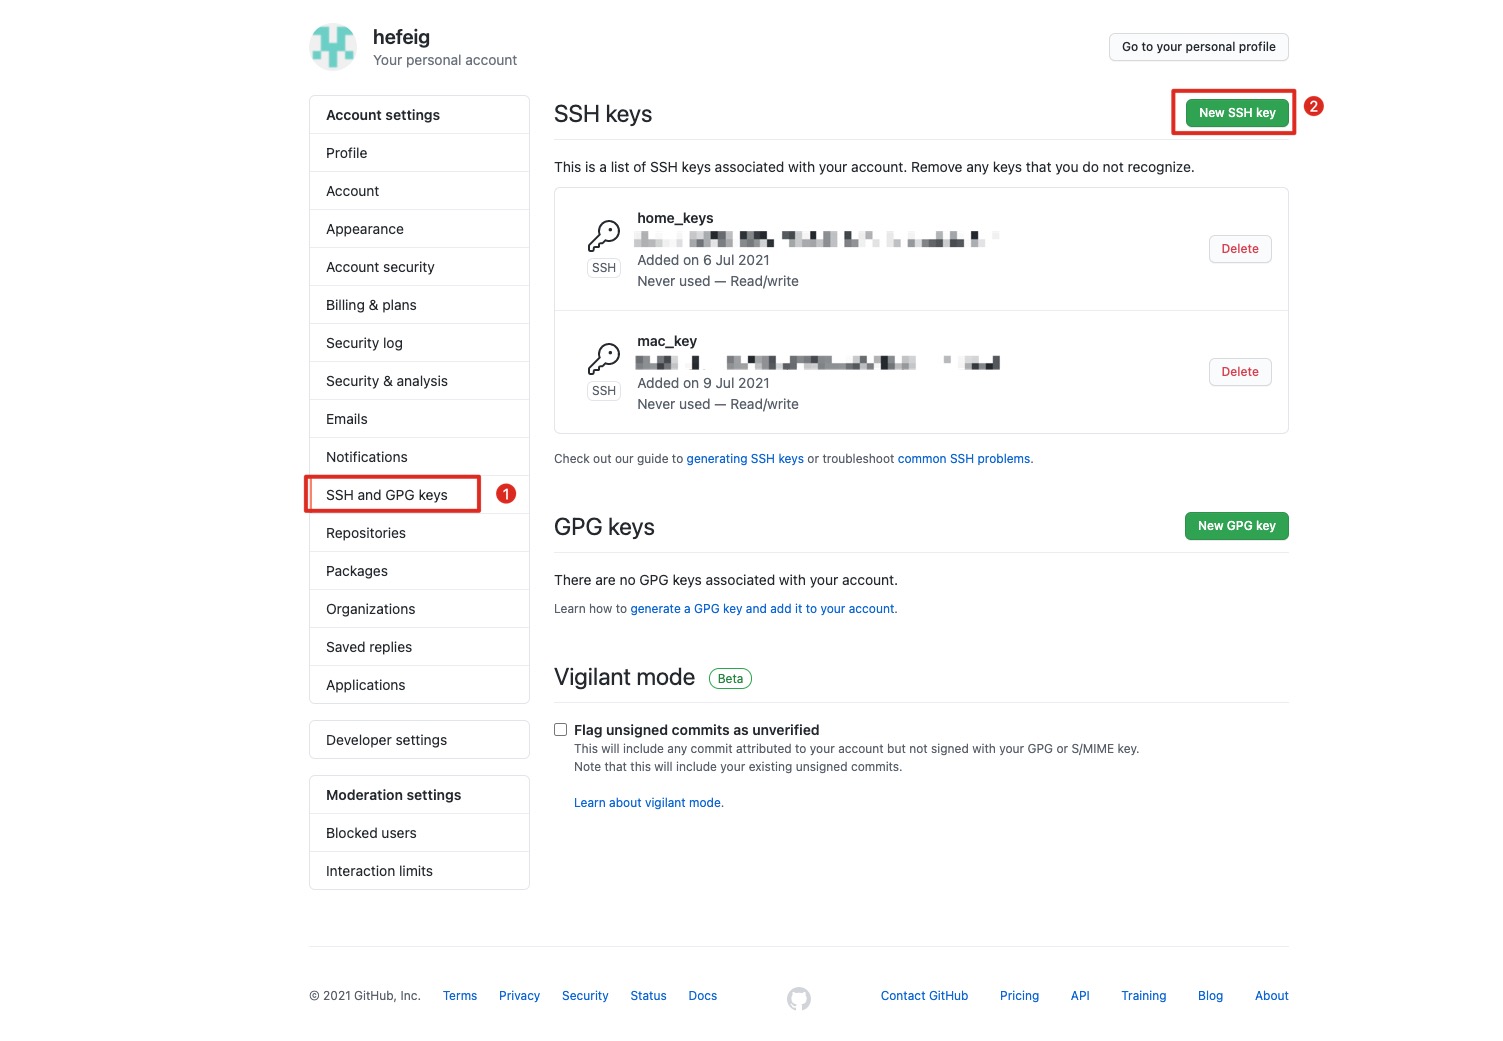 hefeig
Your personal account
Go to your personal profile
Account settings
Profile
Account
Appearance
Account security
Billing & plans
Security log
Security & analysis
Emails
Notifications
SSH and GPG keys
1
Repositories
Packages
Organizations
Saved replies
Applications
Developer settings
Moderation settings
Blocked users
Interaction limits
SSH keys
New SSH key
2
This is a list of SSH keys associated with your account. Remove any keys that you do not recognize.
home_keys
SSH
Added on 6 Jul 2021
Never used — Read/write
Delete
mac_key
SSH
Added on 9 Jul 2021
Never used — Read/write
Delete
Check out our guide to generating SSH keys or troubleshoot common SSH problems.
GPG keys
New GPG key
There are no GPG keys associated with your account.
Learn how to generate a GPG key and add it to your account.
Vigilant mode Beta
Flag unsigned commits as unverified
This will include any commit attributed to your account but not signed with your GPG or S/MIME key.
Note that this will include your existing unsigned commits.
Learn about vigilant mode.
© 2021 GitHub, Inc. Terms Privacy Security Status Docs Contact GitHub Pricing API Training Blog About